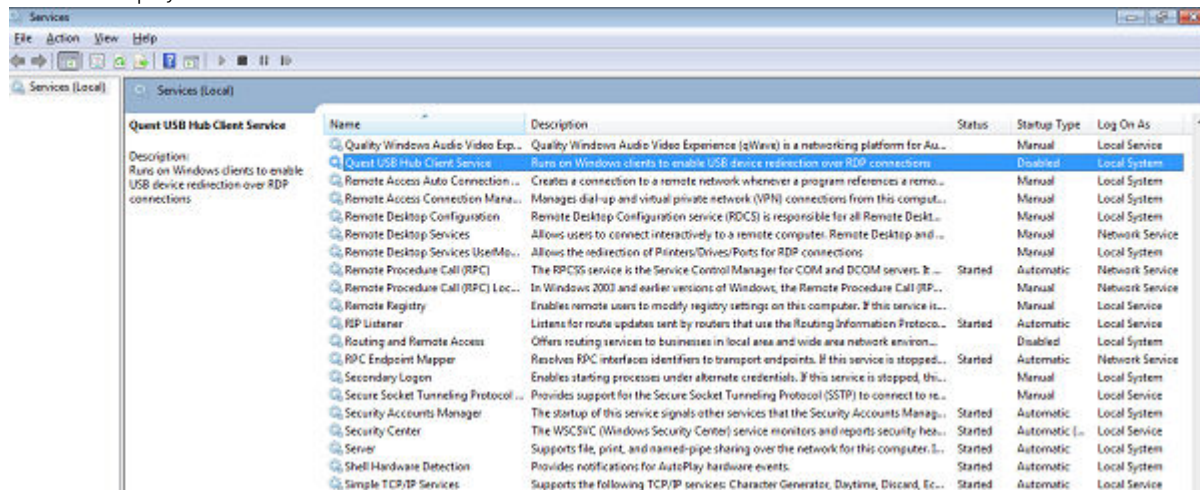 Services
File Action View Help
Services (Local)
Services (Local)
Quest USB Hub Client Service
Description:
Runs on Windows clients to enable
USB device redirection over RDP
connections
Name Description Status Startup Type Log On As
Quality Windows Audio Video Exp... Quality Windows Audio Video Experience (qWave) is a networking platform for Au... Manual Local Service
Quest USB Hub Client Service Runs on Windows clients to enable USB device redirection over RDP connections Disabled Local System
Remote Access Auto Connection ... Creates a connection to a remote network whenever a program references a remo... Manual Local System
Remote Access Connection Mana... Manages dial-up and virtual private network (VPN) connections from this comput... Manual Local System
Remote Desktop Configuration Remote Desktop Configuration service (RDCS) is responsible for all Remote Deskt... Manual Local System
Remote Desktop Services Allows users to connect interactively to a remote computer. Remote Desktop and ... Manual Network Service
Remote Desktop Services UserMo... Allows the redirection of Printers/Drives/Ports for RDP connections Manual Local System
Remote Procedure Call (RPC) The RPCSS service is the Service Control Manager for COM and DCOM servers. It ... Started Automatic Network Service
Remote Procedure Call (RPC) Loc... In Windows 2003 and earlier versions of Windows, the Remote Procedure Call (RP... Manual Network Service
Remote Registry Enables remote users to modify registry settings on this computer. If this service is... Manual Local Service
RIP Listener Listens for route updates sent by routers that use the Routing Information Protoco... Started Automatic Local Service
Routing and Remote Access Offers routing services to businesses in local area and wide area network environ... Disabled Local System
RPC Endpoint Mapper Resolves RPC interfaces identifiers to transport endpoints. If this service is stopped... Started Automatic Network Service
Secondary Logon Enables starting processes under alternate credentials. If this service is stopped, thi... Manual Local System
Secure Socket Tunneling Protocol ... Provides support for the Secure Socket Tunneling Protocol (SSTP) to connect to re... Manual Local Service
Security Accounts Manager The startup of this service signals other services that the Security Accounts Manag... Started Automatic Local System
Security Center The WSCSVC (Windows Security Center) service monitors and reports security hea... Started Automatic (... Local Service
Server Supports file, print, and named-pipe sharing over the network for this computer. I... Started Automatic Local System
Shell Hardware Detection Provides notifications for AutoPlay hardware events. Started Automatic Local System
Simple TCP/IP Services Supports the following TCP/IP services: Character Generator, Daytime, Discard, Ec... Started Automatic Local Service